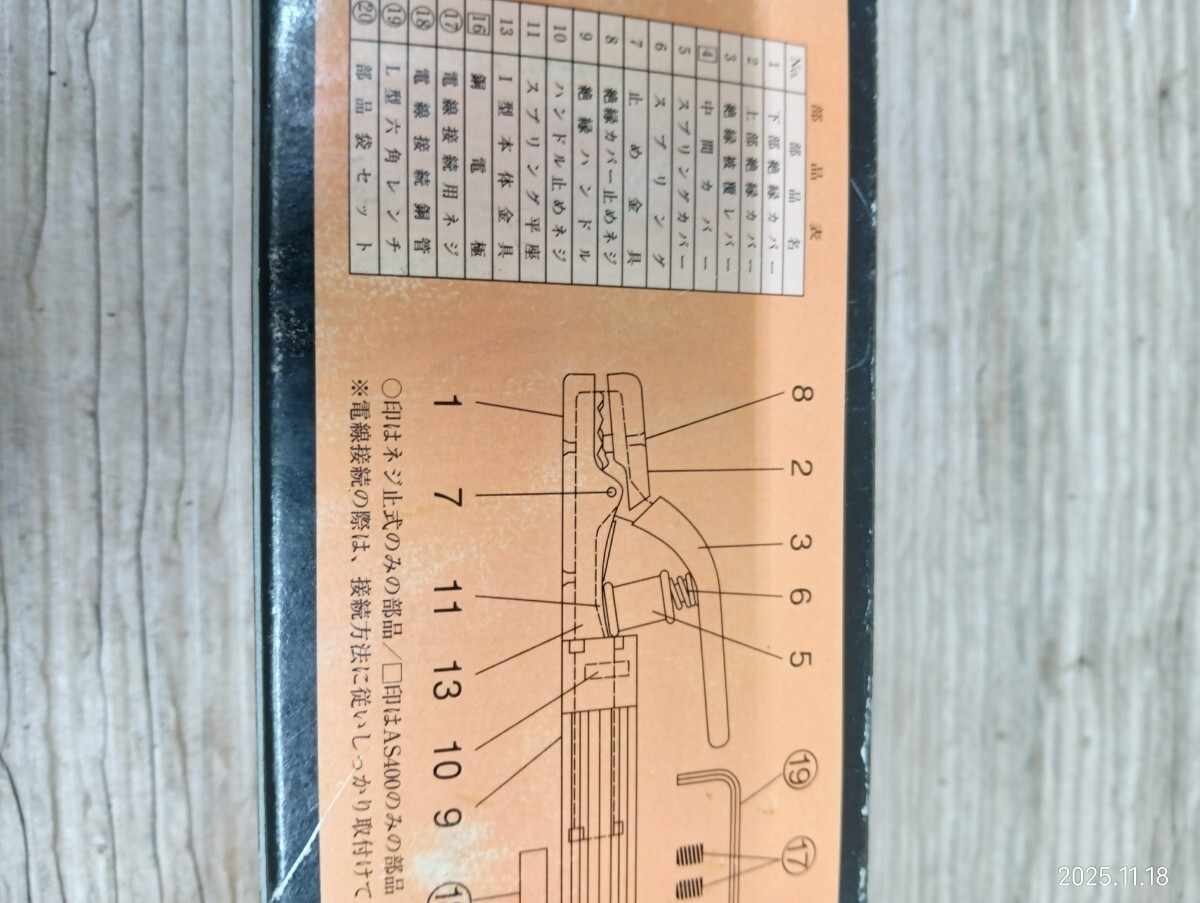 部品表
No. 部品名
1 下部絶縁カバー
2 上部絶縁カバー
3 絶縁被覆レバー
4 中間カバー
5 スプリングカバー
6 スプリング
7 止め金具
8 絶縁カバー止めネジ
9 絶縁ハンドル
10 ハンドル止めネジ
11 スプリング平座
13 I型本体金具
16 銅電極
⑰ 電線接続用ネジ
⑱ 電線接続銅管
⑲ L型六角レンチ
⑳ 部品袋セット
8
2
3
6
5
⑲
⑰
1
7
11
13
10
9
○印はネジ止式のみの部品/□印はAS400のみの部品
※電線接続の際は、接続方法に従いしっかり取付けて
2025.11.18